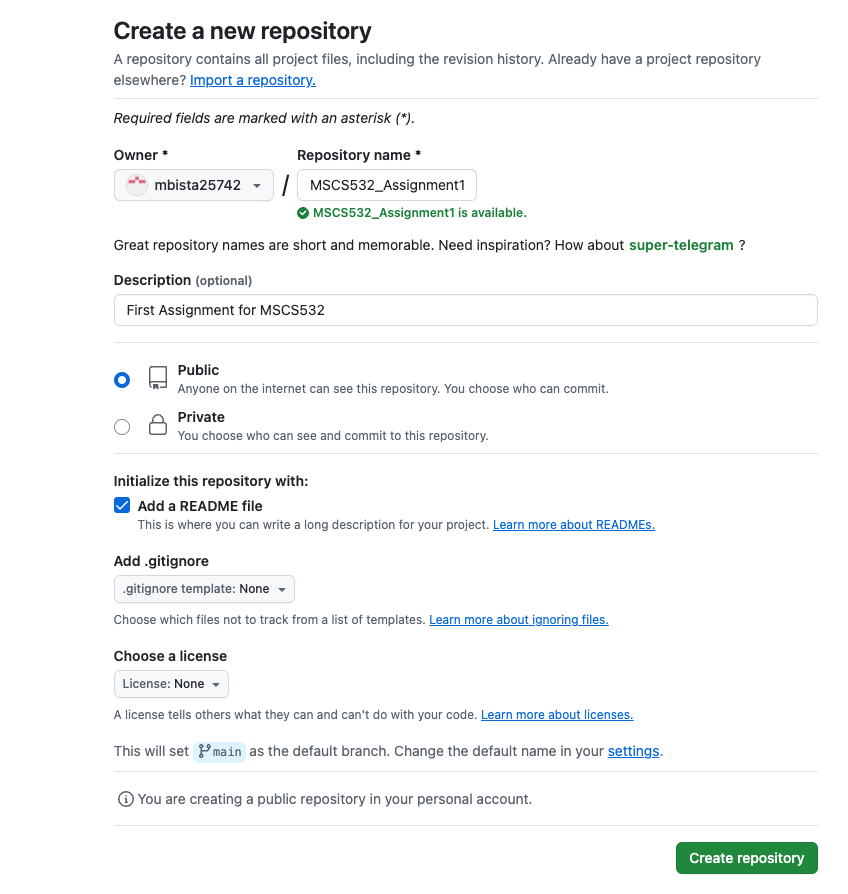 Create a new repository
A repository contains all project files, including the revision history. Already have a project repository
elsewhere? Import a repository.
Required fields are marked with an asterisk (*).
Owner *
Repository name *
mbista25742
/
MSCS532_Assignment1
MSCS532_Assignment1 is available.
Great repository names are short and memorable. Need inspiration? How about super-telegram ?
Description (optional)
First Assignment for MSCS532
Public
Anyone on the internet can see this repository. You choose who can commit.
Private
You choose who can see and commit to this repository.
Initialize this repository with:
Add a README file
This is where you can write a long description for your project. Learn more about READMEs.
Add .gitignore
.gitignore template: None
Choose which files not to track from a list of templates. Learn more about ignoring files.
Choose a license
License: None
A license tells others what they can and can't do with your code. Learn more about licenses.
This will set main as the default branch. Change the default name in your settings.
You are creating a public repository in your personal account.
Create repository